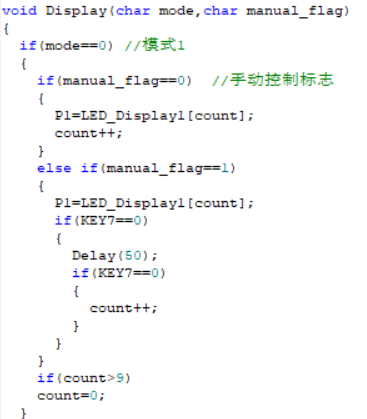 void Display(char mode,char manual_flag)
{
if(mode==0) //模式1
{
if(manual_flag==0) //手动控制标志
{
P1=LED_Display1[count];
count++;
}
else if(manual_flag==1)
{
P1=LED_Display1[count];
if(KEY7==0)
{
Delay(50);
if(KEY7==0)
{
count++;
}
}
}
if(count>9)
count=0;
}